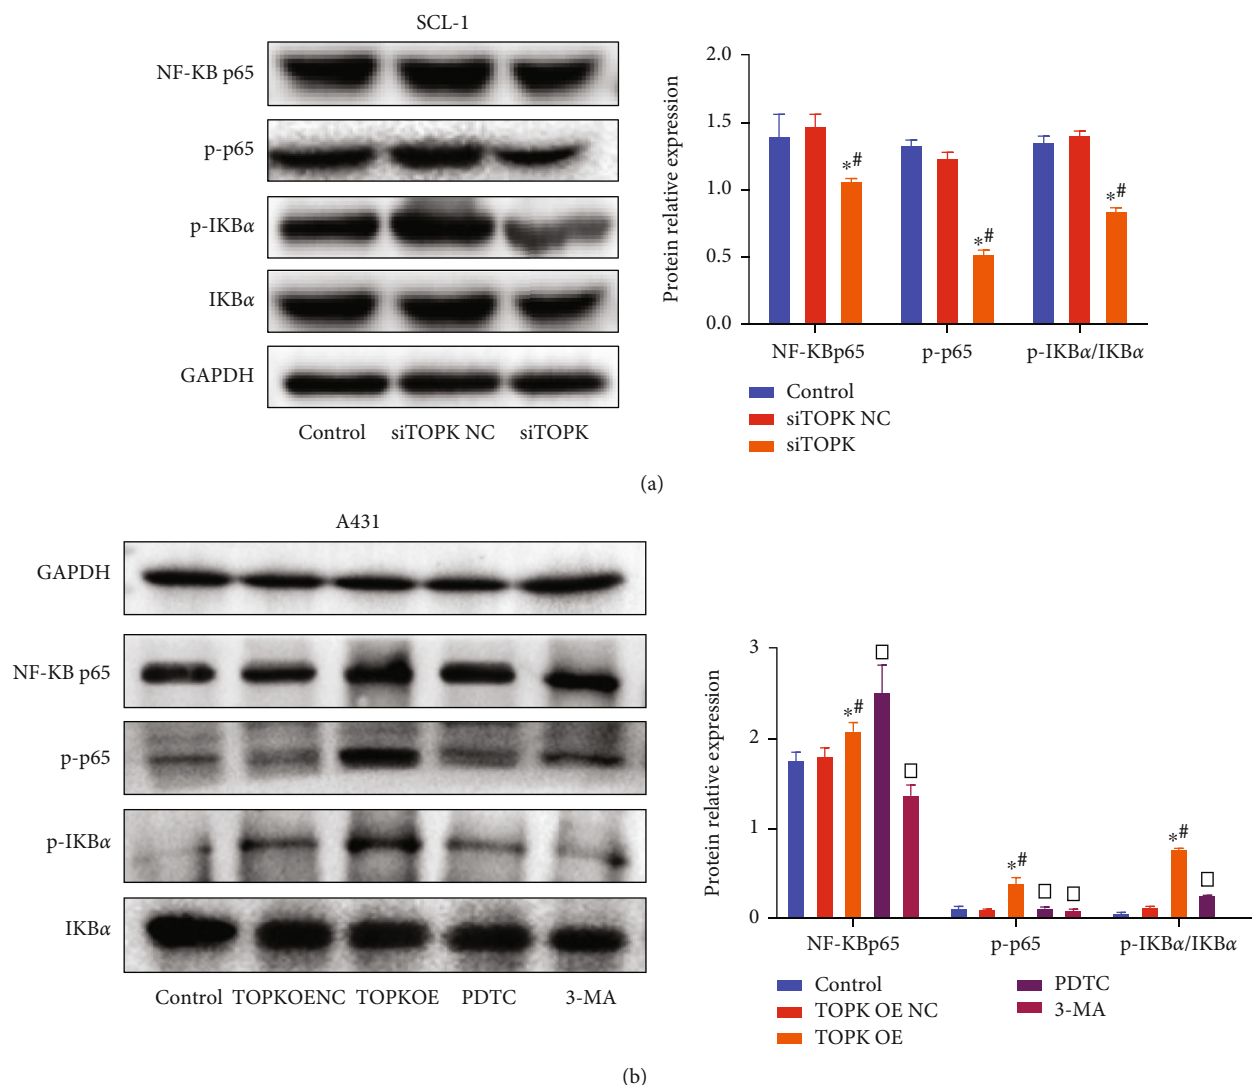 SCL-1
NF-KB p65
p-p65
p-IKBα
IKBα
GAPDH
Control siTOPK NC siTOPK
Protein relative expression
2.0
1.5
1.0
0.5
0.0
*# *# *#
NF-KBp65 p-p65 p-IKBα/IKBα
Control
siTOPK NC
siTOPK
(a)
A431
GAPDH
NF-KB p65
p-p65
p-IKBα
IKBα
Control TOPKOENC TOPKOE PDTC 3-MA
Protein relative expression
3
2
1
0
*# □ □ *# □ □ *# □
NF-KBp65 p-p65 p-IKBα/IKBα
Control
TOPK OE NC
TOPK OE
PDTC
3-MA
(b)